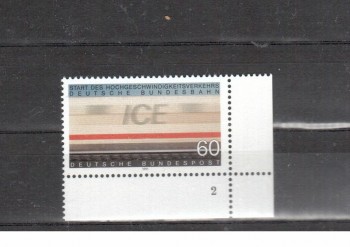 START DES HOCHGESCHWINDIGKEITSVERKEHRS
DEUTSCHE BUNDESBAHN
ICE
60
DEUTSCHE BUNDESPOST
2